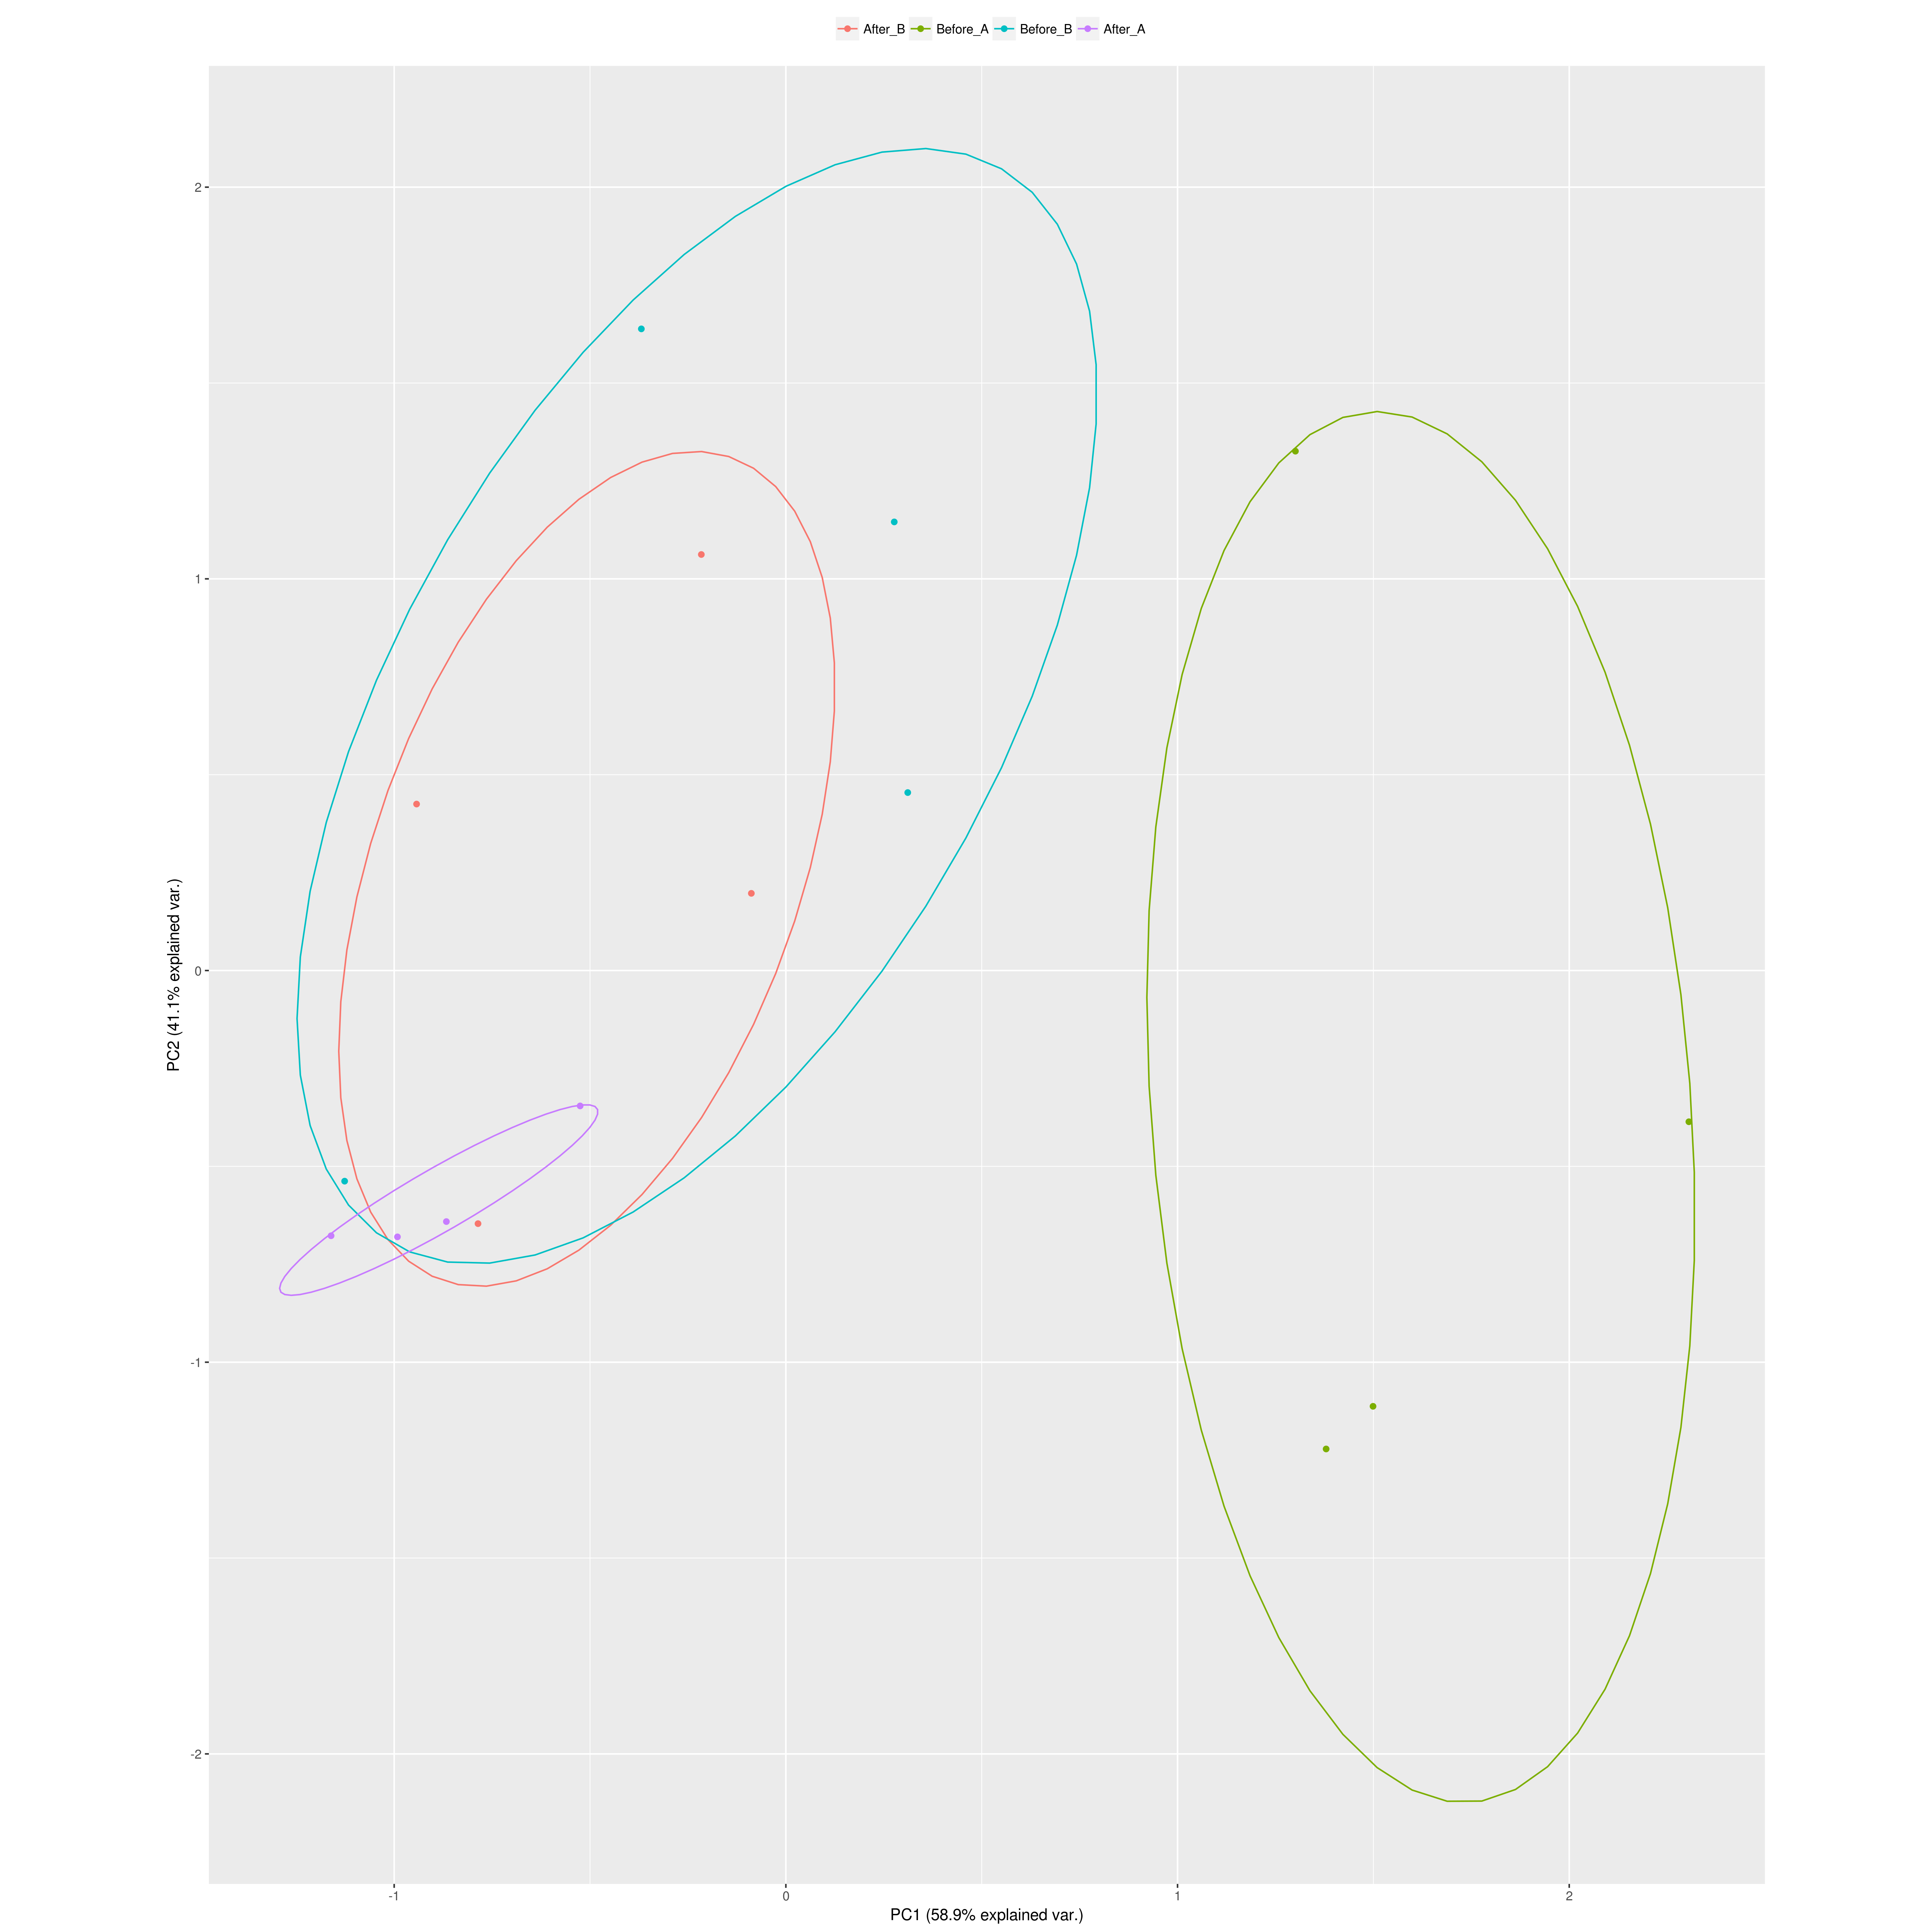 After_B Before_A Before_B After_A
2
1
0
-1
-2
PC2 (41.1% explained var.)
-1 0 1 2
PC1 (58.9% explained var.)